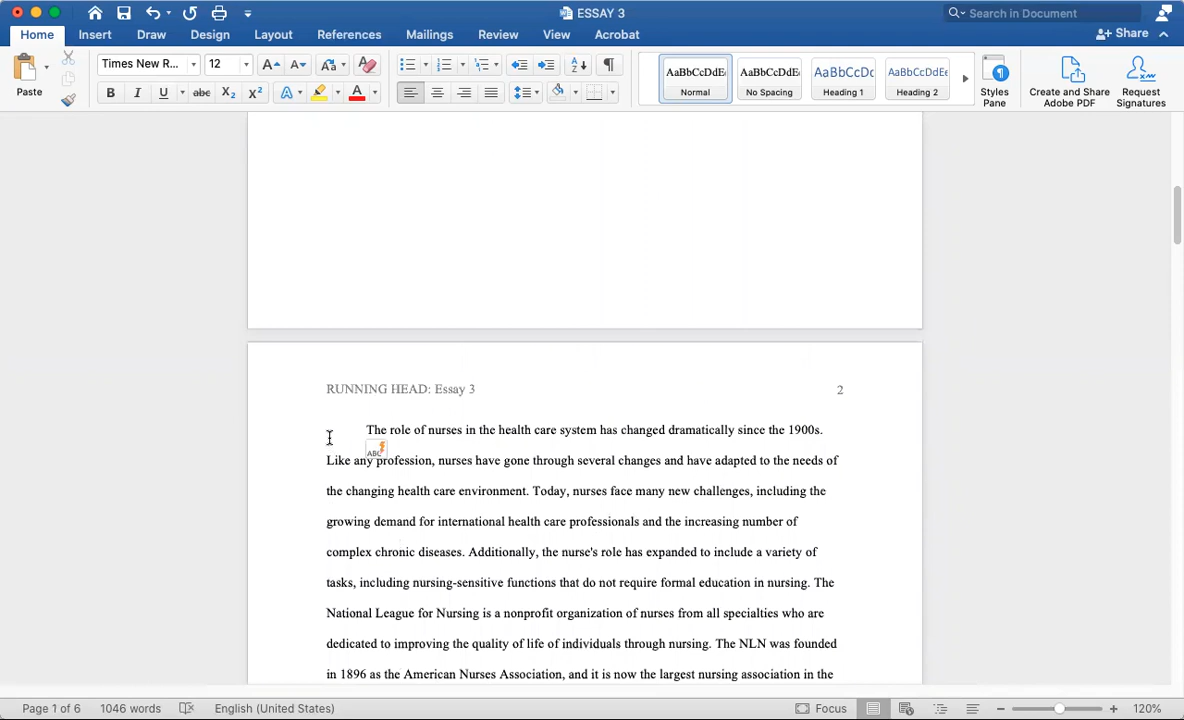 ESSAY 3
Search in Document
Home Insert Draw Design Layout References Mailings Review View Acrobat
Share
Paste
Times New R...
12
A A Aa A
B I U abc X2 X2 A A
AaBbCcDdEe
Normal
AaBbCcDdEe
No Spacing
AaBbCcDc
Heading 1
AaBbCcDdEe
Heading 2
Styles
Pane
Create and Share
Adobe PDF
Request
Signatures
RUNNING HEAD: Essay 3
2
The role of nurses in the health care system has changed dramatically since the 1900s.
ABC
Like any profession, nurses have gone through several changes and have adapted to the needs of
the changing health care environment. Today, nurses face many new challenges, including the
growing demand for international health care professionals and the increasing number of
complex chronic diseases. Additionally, the nurse's role has expanded to include a variety of
tasks, including nursing-sensitive functions that do not require formal education in nursing. The
National League for Nursing is a nonprofit organization of nurses from all specialties who are
dedicated to improving the quality of life of individuals through nursing. The NLN was founded
in 1896 as the American Nurses Association, and it is now the largest nursing association in the
Page 1 of 6
1046 words
English (United States)
Focus
120%